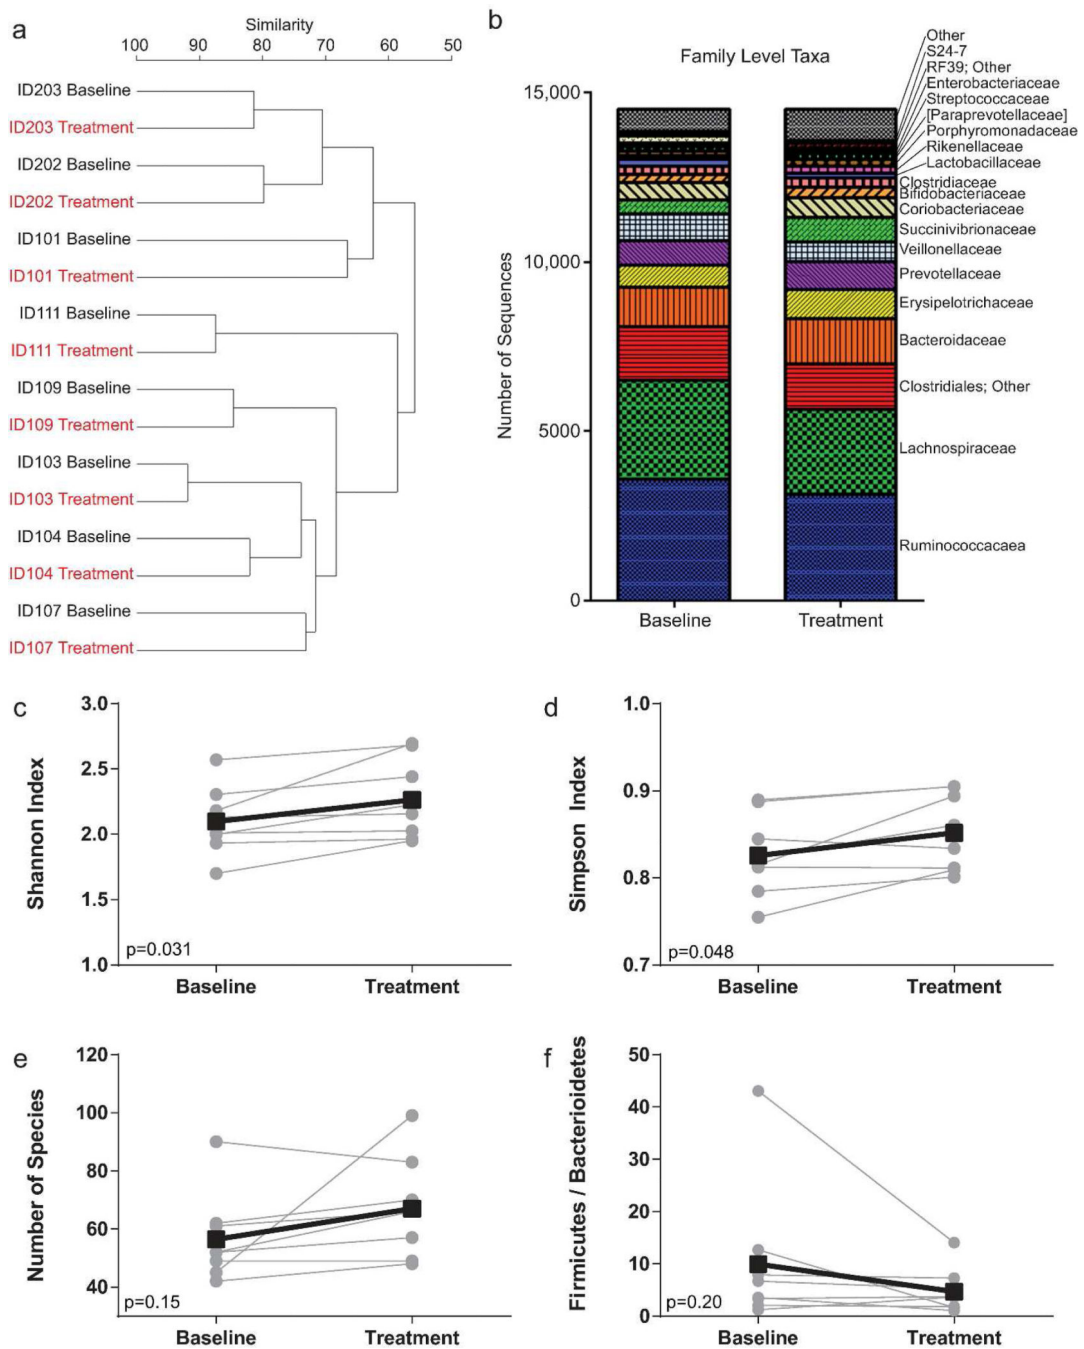 a
Similarity
100 90 80 70 60 50
ID203 Baseline
ID203 Treatment
ID202 Baseline
ID202 Treatment
ID101 Baseline
ID101 Treatment
ID111 Baseline
ID111 Treatment
ID109 Baseline
ID109 Treatment
ID103 Baseline
ID103 Treatment
ID104 Baseline
ID104 Treatment
ID107 Baseline
ID107 Treatment
b
Family Level Taxa
Number of Sequences
15,000
10,000
5000
0
Baseline Treatment
Other
S24-7
RF39; Other
Enterobacteriaceae
Streptococcaceae
[Paraprevotellaceae]
Porphyromonadaceae
Rikenellaceae
Lactobacillaceae
Clostridiaceae
Bifidobacteriaceae
Coriobacteriaceae
Succinivibrionaceae
Veillonellaceae
Prevotellaceae
Erysipelotrichaceae
Bacteroidaceae
Clostridiales; Other
Lachnospiraceae
Ruminococcacaea
c
Shannon Index
3.0
2.5
2.0
1.5
1.0
p=0.031
Baseline Treatment
d
Simpson Index
1.0
0.9
0.8
0.7
p=0.048
Baseline Treatment
e
Number of Species
120
100
80
60
40
p=0.15
Baseline Treatment
f
Firmicutes / Bacterioidetes
50
40
30
20
10
0
p=0.20
Baseline Treatment